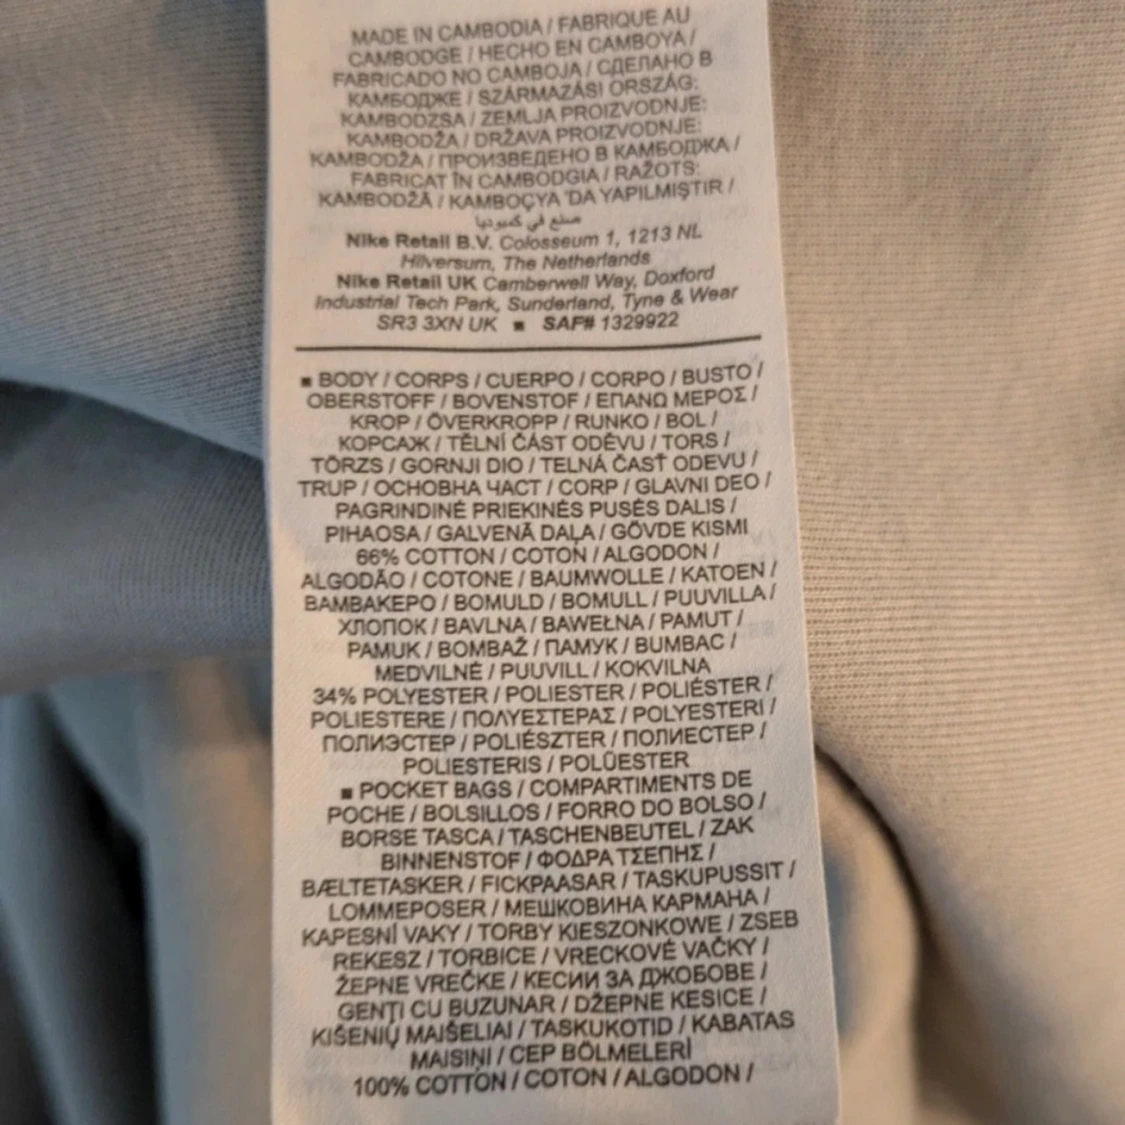 MADE IN CAMBODIA / FABRIQUE AU
CAMBODGE / HECHO EN CAMBOYA /
FABRICADO NO CAMBOJA / СДЕЛАНО В
КАМБОДЖЕ / SZÁRMAZÁSI ORSZÁG:
KAMBODZSA / ZEMLJA PROIZVODNJE:
KAMBODŽA / DRŽAVA PROIZVODNJE:
KAMBODŽA / ПРОИЗВЕДЕНО В КАМБОДЖА /
FABRICAT ÎN CAMBODGIA / RAŽOTS:
KAMBODŽĀ / KAMBOÇYA 'DA YAPILMIŞTIR /
صنع في كمبوديا
Nike Retail B.V. Colosseum 1, 1213 NL
Hilversum, The Netherlands
Nike Retail UK Camberwell Way, Doxford
Industrial Tech Park, Sunderland, Tyne & Wear
SR3 3XN UK ■ SAF# 1329922
■ BODY / CORPS / CUERPO / CORPO / BUSTO /
OBERSTOFF / BOVENSTOF / ΕΠΑΝΩ ΜΕΡΟΣ /
KROP / ÖVERKROPP / RUNKO / BOL /
КОРСАЖ / TĚLNÍ ČÁST ODĚVU / TORS /
TÖRZS / GORNJI DIO / TELNÁ ČASŤ ODEVU /
TRUP / ОСНОВНА ЧАСТ / CORP / GLAVNI DEO /
PAGRINDINĖ PRIEKINĖS PUSĖS DALIS /
PIHAOSA / GALVENĀ DAĻA / GÖVDE KISMI
66% COTTON / COTON / ALGODON /
ALGODÃO / COTONE / BAUMWOLLE / KATOEN /
ΒΑΜΒΑΚΕΡΟ / BOMULD / BOMULL / PUUVILLA /
ХЛОПОК / BAVLNA / BAWEŁNA / PAMUT /
PAMUK / BOMBAŽ / ПАМУК / BUMBAC /
MEDVILNĖ / PUUVILL / KOKVILNA
34% POLYESTER / POLIESTER / POLIÉSTER /
POLIESTERE / ΠΟΛΥΕΣΤΕΡΑΣ / POLYESTERI /
ПОЛИЭСТЕР / POLIÉSZTER / ПОЛИЕСТЕР /
POLIESTERIS / POLÜESTER
■ POCKET BAGS / COMPARTIMENTS DE
POCHE / BOLSILLOS / FORRO DO BOLSO /
BORSE TASCA / TASCHENBEUTEL / ZAK
BINNENSTOF / ΦΟΔΡΑ ΤΣΕΠΗΣ /
BÆLTETASKER / FICKPAASAR / TASKUPUSSIT /
LOMMEPOSER / МЕШКОВИНА КАРМАНА /
KAPESNÍ VAKY / TORBY KIESZONKOWE / ZSEB
REKESZ / TORBICE / VRECKOVÉ VAČKY /
ŽEPNE VREČKE / КЕСИИ ЗА ДЖОБОВЕ /
GENŢI CU BUZUNAR / DŽEPNE KESICE /
KIŠENIŲ MAIŠELIAI / TASKUKOTID / KABATAS
MAISIŅI / CEP BÖLMELERİ
100% COTTON / COTON / ALGODON /